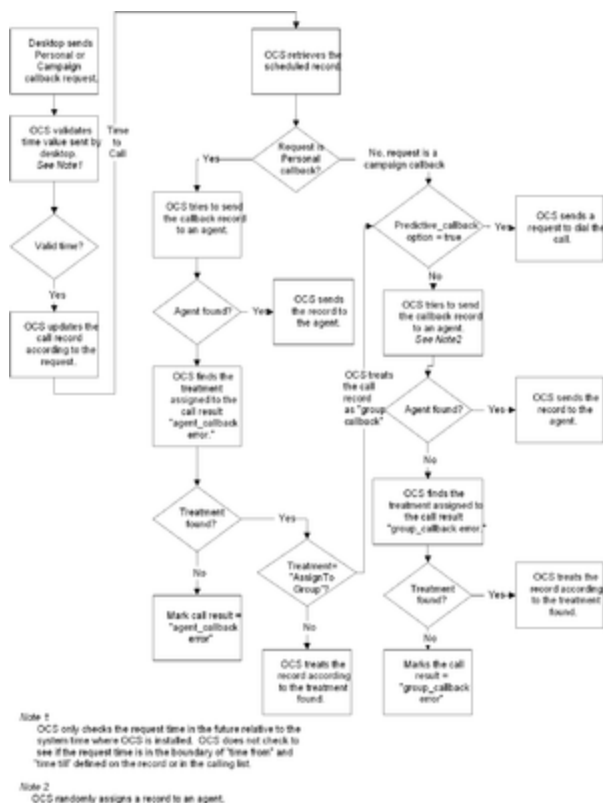 Desktop sends
Personal or
Campaign
callback request.
OCS validates
time value sent by
desktop.
See Note1
Valid time?
Yes
OCS updates the
call record
according to the
request.
Time
to
Call
OCS retrieves the
scheduled record.
Request is
Personal
callback?
Yes
No, request is a
campaign callback
OCS tries to send
the callback record
to an agent.
Agent found?
Yes
OCS sends
the record to
the agent.
No
OCS finds the
treatment
assigned to the
call result
"agent_callback
error."
Treatment
found?
Yes
No
Mark call result =
"agent_callback
error"
Treatment=
"AssignTo
Group"?
No
OCS treats the
record according
to the treatment
found.
OCS treats
the call
record
as "group
callback"
Predictive_callback
option = true
Yes
OCS sends a
request to dial the
call.
No
OCS tries to send
the callback record
to an agent.
See Note2
Agent found?
Yes
OCS sends the
record to the
agent.
No
OCS finds the
treatment assigned to
the call result
"group_callback error."
Treatment
found?
Yes
OCS treats the
record according
to the treatment
found.
No
Marks the call
result =
"group_callback
error"
Note 1:
OCS only checks the request time in the future relative to the
system time where OCS is installed. OCS does not check to
see if the request time is in the boundary of "time from" and
"time till" defined on the record or in the calling list.
Note 2
OCS randomly assigns a record to an agent.